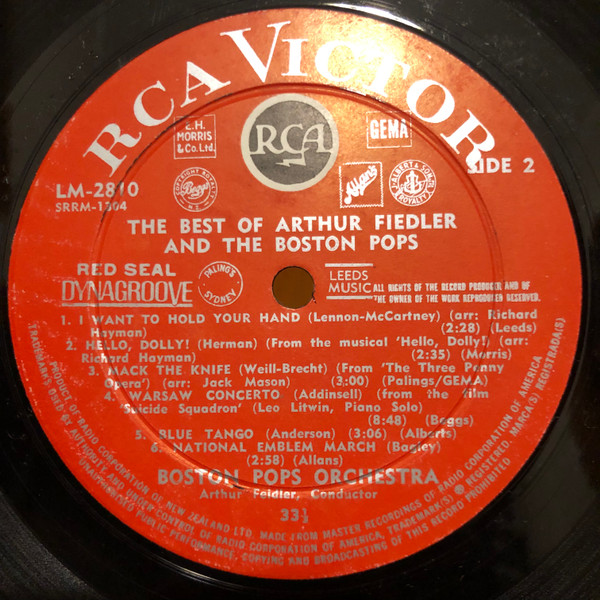 RCA VICTOR
E.H.
MORRIS
& Co. Ltd.
RCA
GEMA
SIDE 2
LM-2810
SRRM-1304
COPYRIGHT ROYALTY
Beggs
N.Z.
Allans
ALBERT & SONS
ROYALTY
THE BEST OF ARTHUR FIEDLER
AND THE BOSTON POPS
RED SEAL
DYNAGROOVE
PALING'S
SYDNEY
LEEDS
MUSIC
ALL RIGHTS OF THE RECORD PRODUCER AND OF
THE OWNER OF THE WORK REPRODUCED RESERVED.
1. I WANT TO HOLD YOUR HAND (Lennon-McCartney) (arr: Richard
Hayman) (2:28) (Leeds)
2. HELLO, DOLLY! (Herman) (From the musical 'Hello, Dolly!) (arr:
Richard Hayman) (2:35) (Morris)
3. MACK THE KNIFE (Weill-Brecht) (From 'The Three Penny
Opera') (arr: Jack Mason) (3:00) (Palings/GEMA)
4. WARSAW CONCERTO (Addinsell) (from the film
'Suicide Squadron' (Leo Litwin, Piano Solo)
(8:48) (Beggs)
5. BLUE TANGO (Anderson) (3:06) (Alberts)
6. NATIONAL EMBLEM MARCH (Bagley)
(2:58) (Allans)
BOSTON POPS ORCHESTRA
Arthur Feidler, Conductor
33⅓
TRADEMARKS USED BY
PRODUCT OF RADIO CORPORATION OF NEW ZEALAND LTD. MADE FROM MASTER RECORDINGS OF RADIO CORPORATION OF AMERICA
AUTHORITY AND UNDER CONTROL OF RADIO CORPORATION OF AMERICA, TRADEMARK(S) ® REGISTERED. MARCA(S) REGISTRADA(S)
UNAUTHORISED PUBLIC PERFORMANCE, COPYING AND BROADCASTING OF THIS RECORD PROHIBITED